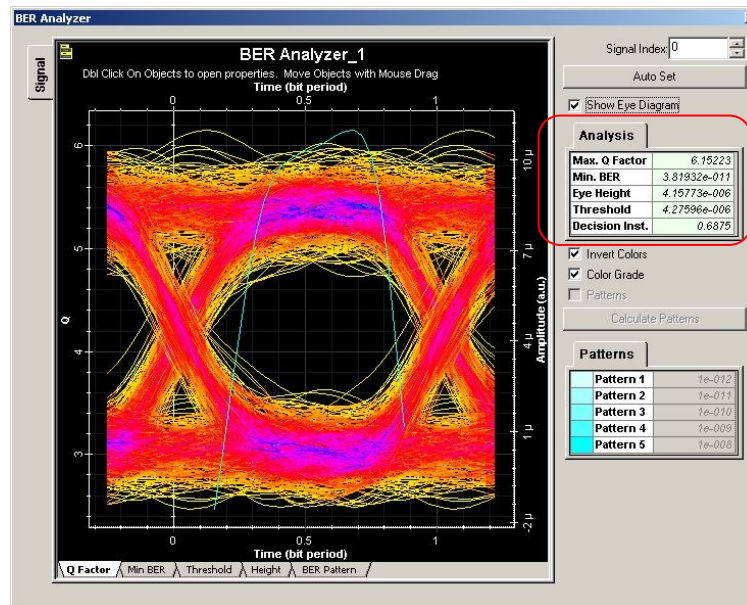 BER Analyzer
Signal
BER Analyzer_1
Dbl Click On Objects to open properties. Move Objects with Mouse Drag
Time (bit period)
0 0.5 1
6
5
4
3
Q
10 µ
7 µ
4 µ
1 µ
-2 µ
Amplitude (a.u.)
0 0.5 1
Time (bit period)
Q Factor Min BER Threshold Height BER Pattern
Signal Index: 0
Auto Set
Show Eye Diagram
Analysis
Max. Q Factor 6.15223
Min. BER 3.81932e-011
Eye Height 4.15773e-006
Threshold 4.27596e-006
Decision Inst. 0.6875
Invert Colors
Color Grade
Patterns
Calculate Patterns
Patterns
Pattern 1 1e-012
Pattern 2 1e-011
Pattern 3 1e-010
Pattern 4 1e-009
Pattern 5 1e-008